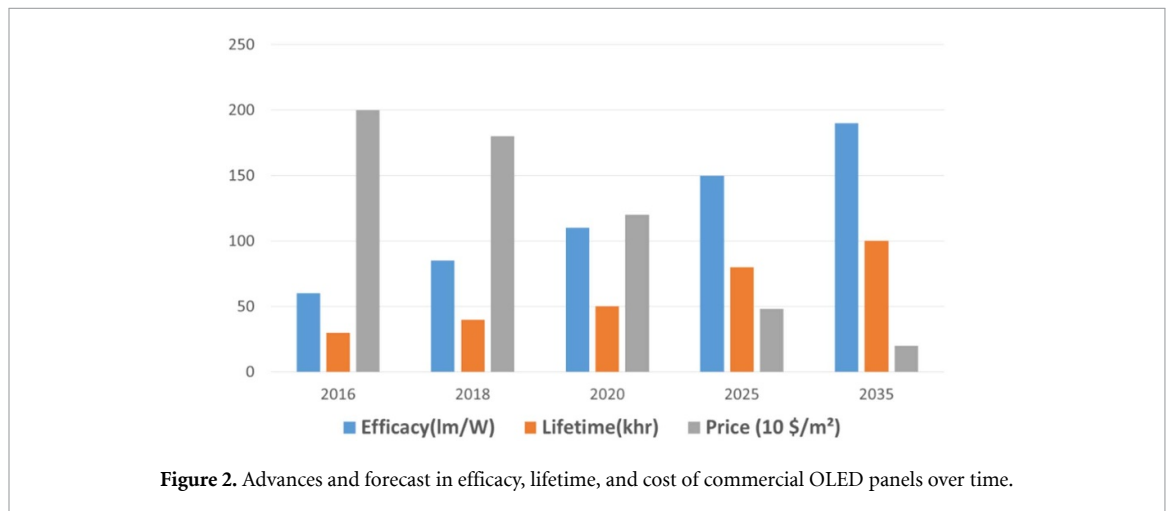 250
200
150
100
50
0
2016 2018 2020 2025 2035
Efficacy(lm/W) Lifetime(khr) Price (10 $/m²)
Figure 2. Advances and forecast in efficacy, lifetime, and cost of commercial OLED panels over time.